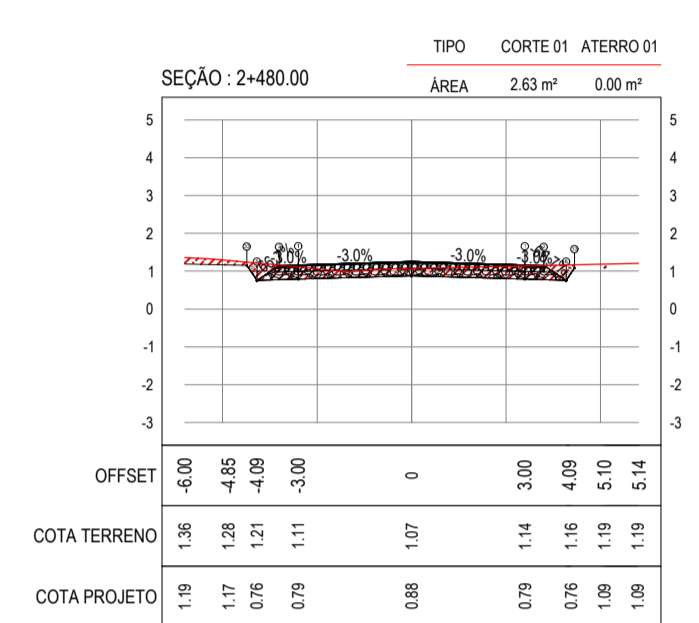 TIPO CORTE 01 ATERRO 01
SEÇÃO : 2+480.00
ÁREA 2.63 m² 0.00 m²
5 5
4 4
3 3
2 2
-3.0% -3.0% -3.0% -3.0%
1 1
0 0
-1 -1
-2 -2
-3 -3
OFFSET -6.00 -4.85 -4.09 -3.00 0 3.00 4.09 5.10 5.14
COTA TERRENO 1.36 1.28 1.21 1.11 1.07 1.14 1.16 1.19 1.19
COTA PROJETO 1.19 1.17 0.76 0.79 0.88 0.79 0.76 1.09 1.09